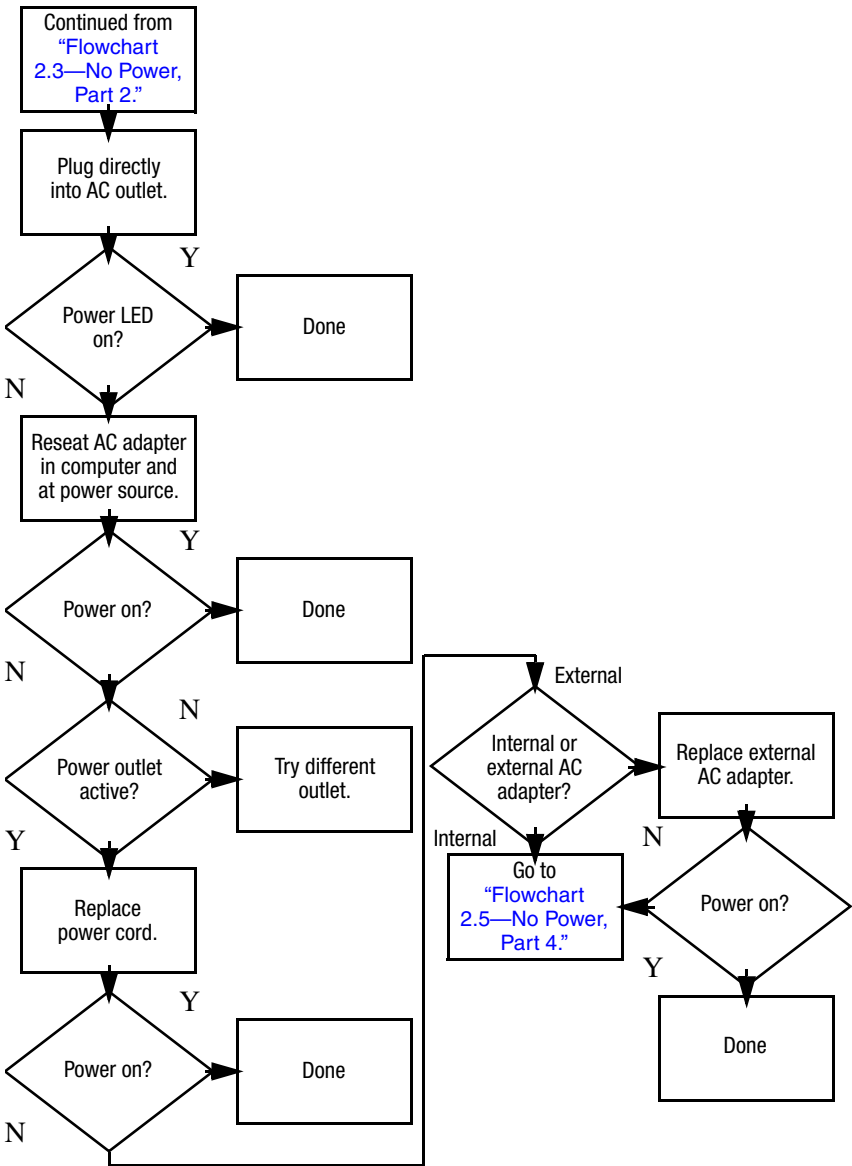 Continued from
“Flowchart
2.3—No Power,
Part 2.”
Plug directly
into AC outlet.
Y
Power LED
on?
Done
N
Reseat AC adapter
in computer and
at power source.
Y
Power on?
Done
N
N
Power outlet
active?
Try different
outlet.
Y
Replace
power cord.
Y
Power on?
Done
N
External
Internal or
external AC
adapter?
Replace external
AC adapter.
Internal
N
Go to
“Flowchart
2.5—No Power,
Part 4.”
Power on?
Y
Done